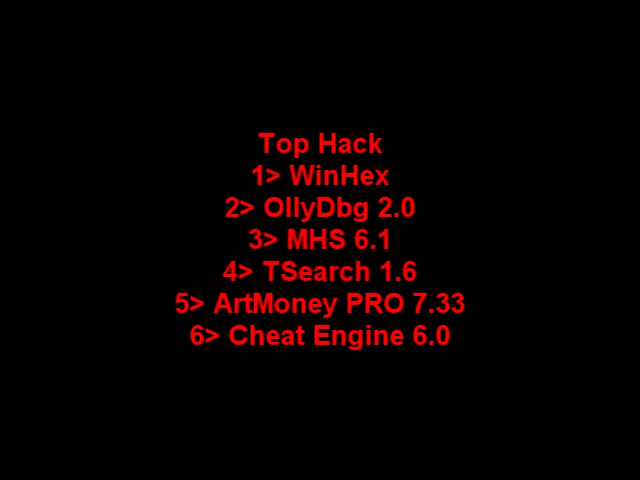 Top Hack
1> WinHex
2> OllyDbg 2.0
3> MHS 6.1
4> TSearch 1.6
5> ArtMoney PRO 7.33
6> Cheat Engine 6.0